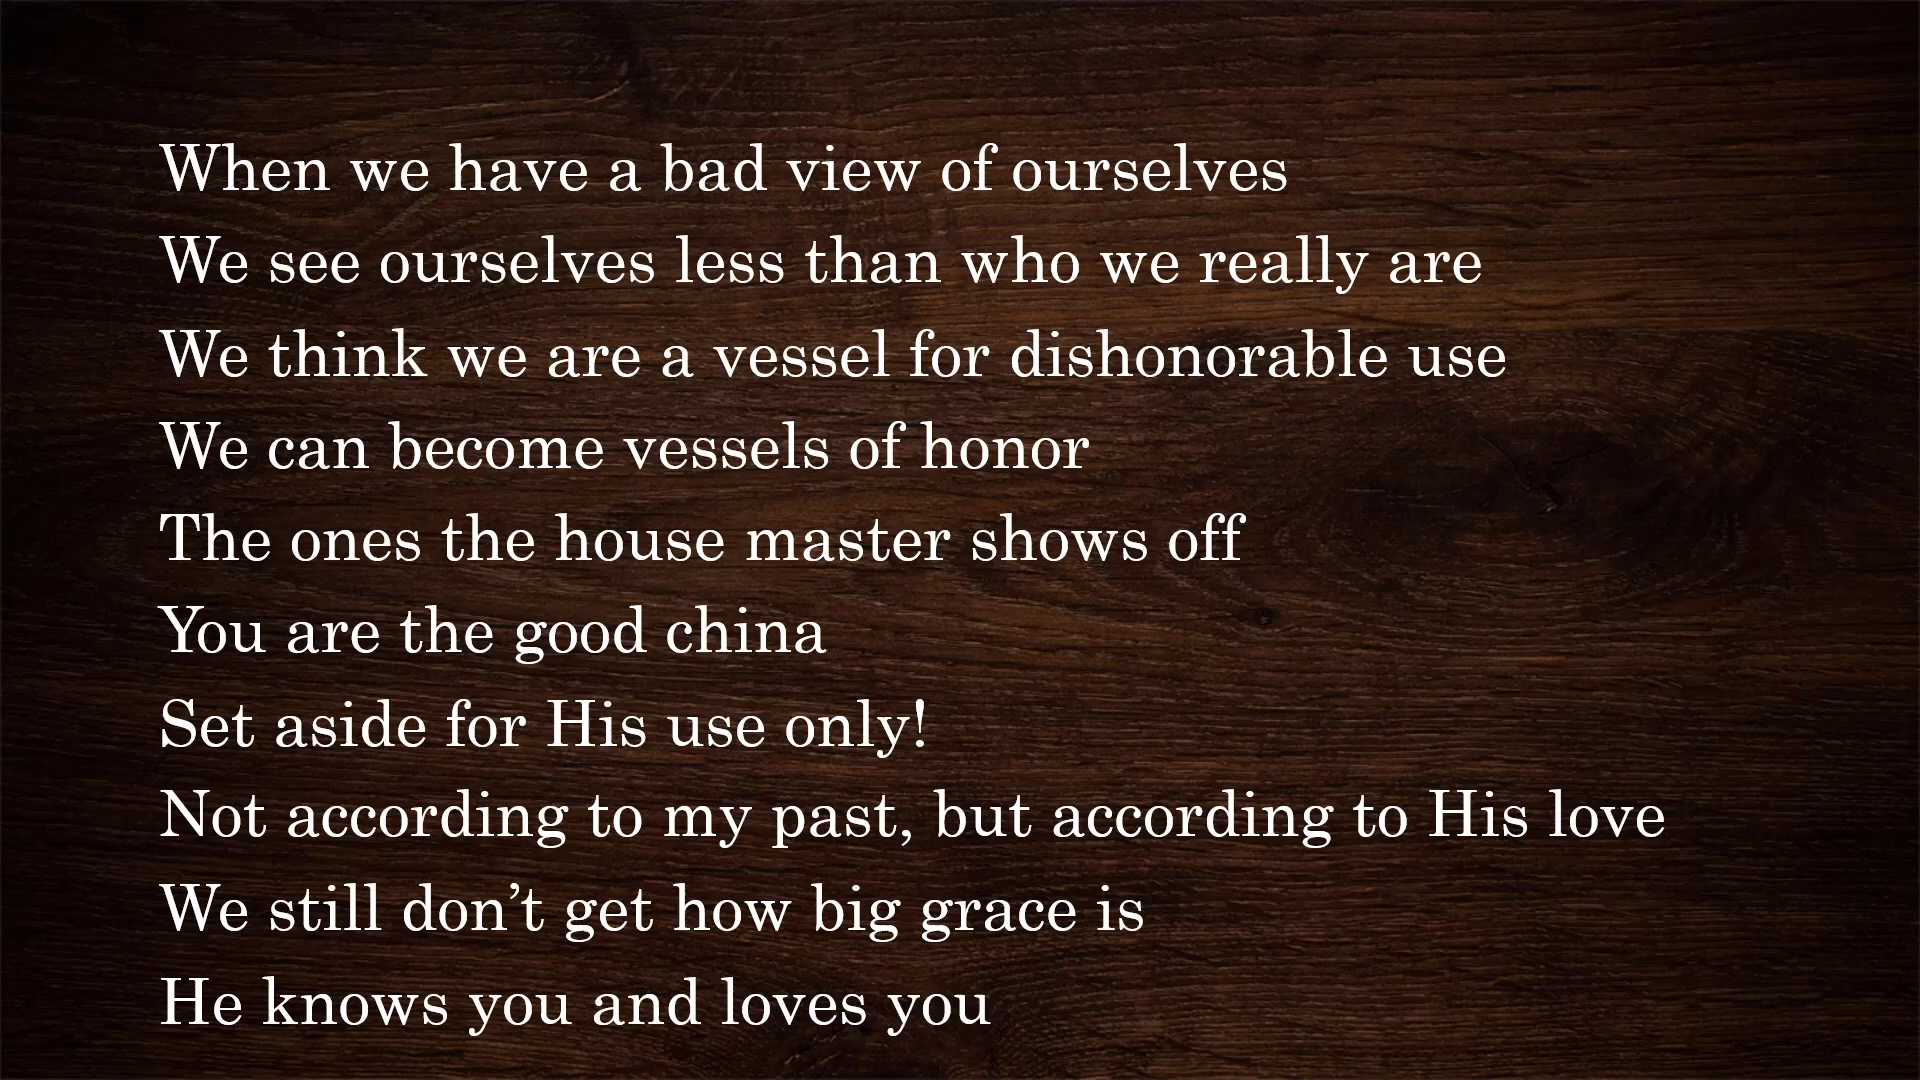 When we have a bad view of ourselves
We see ourselves less than who we really are
We think we are a vessel for dishonorable use
We can become vessels of honor
The ones the house master shows off
You are the good china
Set aside for His use only!
Not according to my past, but according to His love
We still don’t get how big grace is
He knows you and loves you